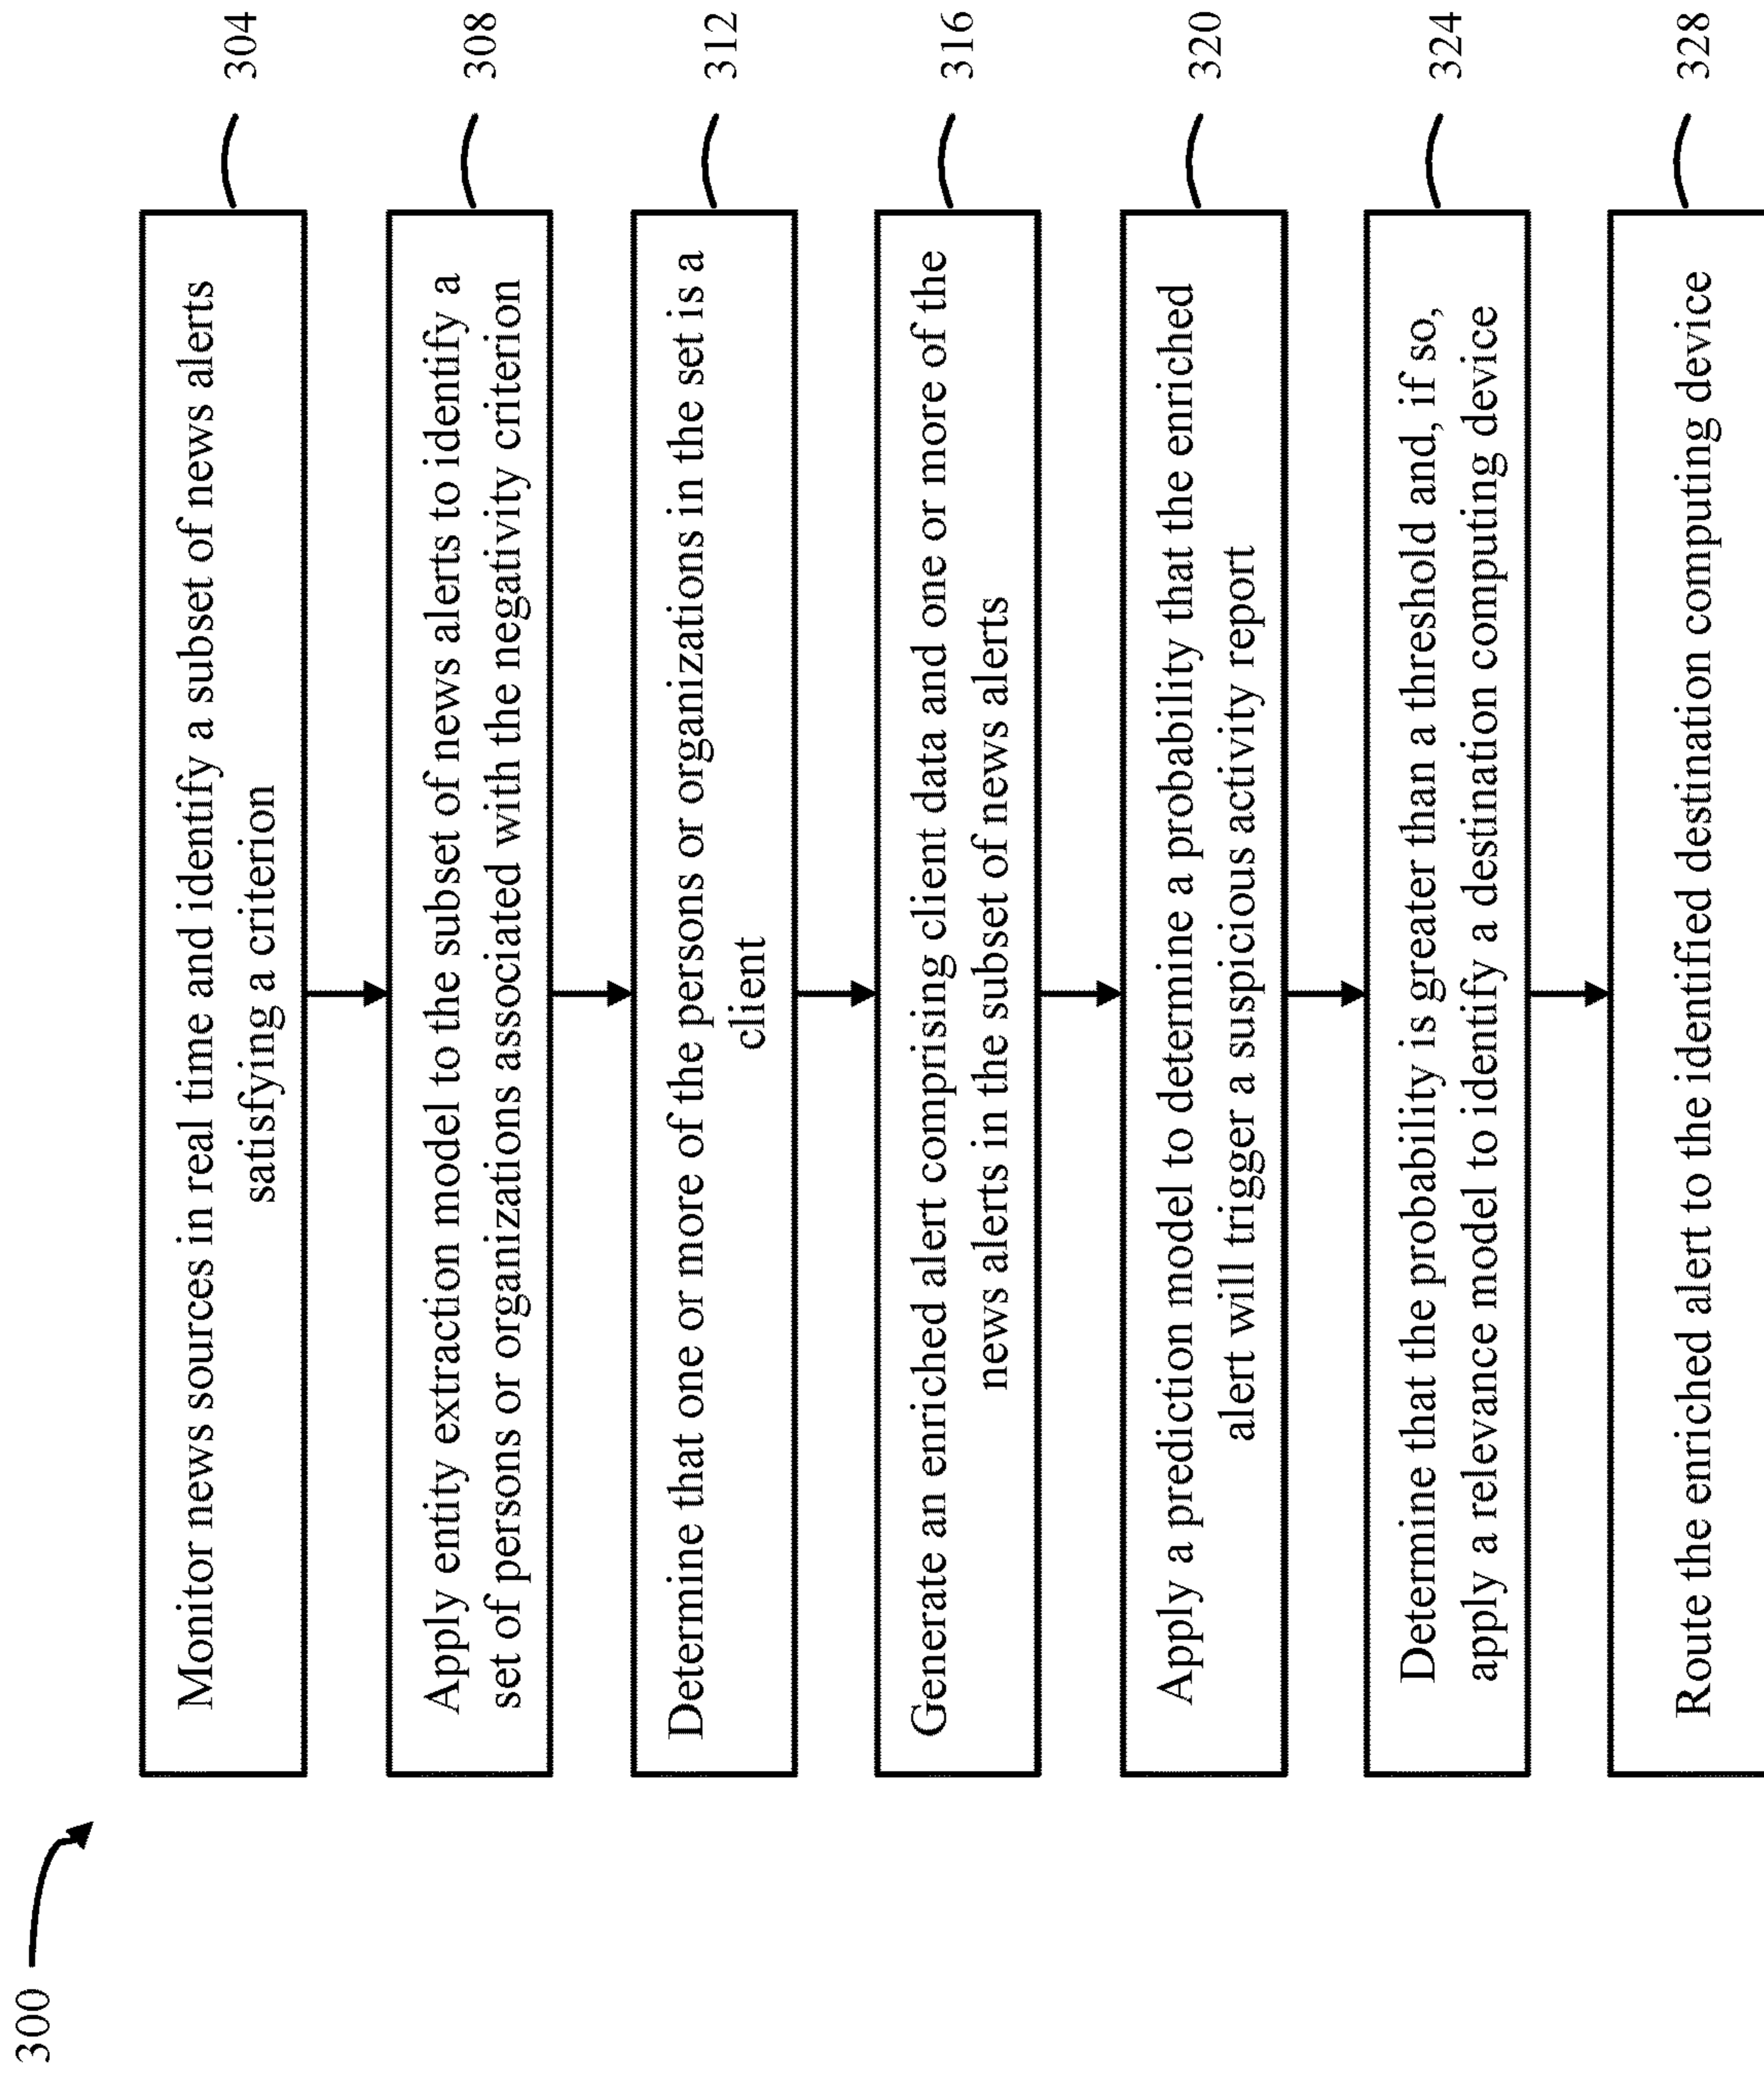 300
Monitor news sources in real time and identify a subset of news alerts
satisfying a criterion
304
Apply entity extraction model to the subset of news alerts to identify a
set of persons or organizations associated with the negativity criterion
308
Determine that one or more of the persons or organizations in the set is a
client
312
Generate an enriched alert comprising client data and one or more of the
news alerts in the subset of news alerts
316
Apply a prediction model to determine a probability that the enriched
alert will trigger a suspicious activity report
320
Determine that the probability is greater than a threshold and, if so,
apply a relevance model to identify a destination computing device
324
Route the enriched alert to the identified destination computing device
328